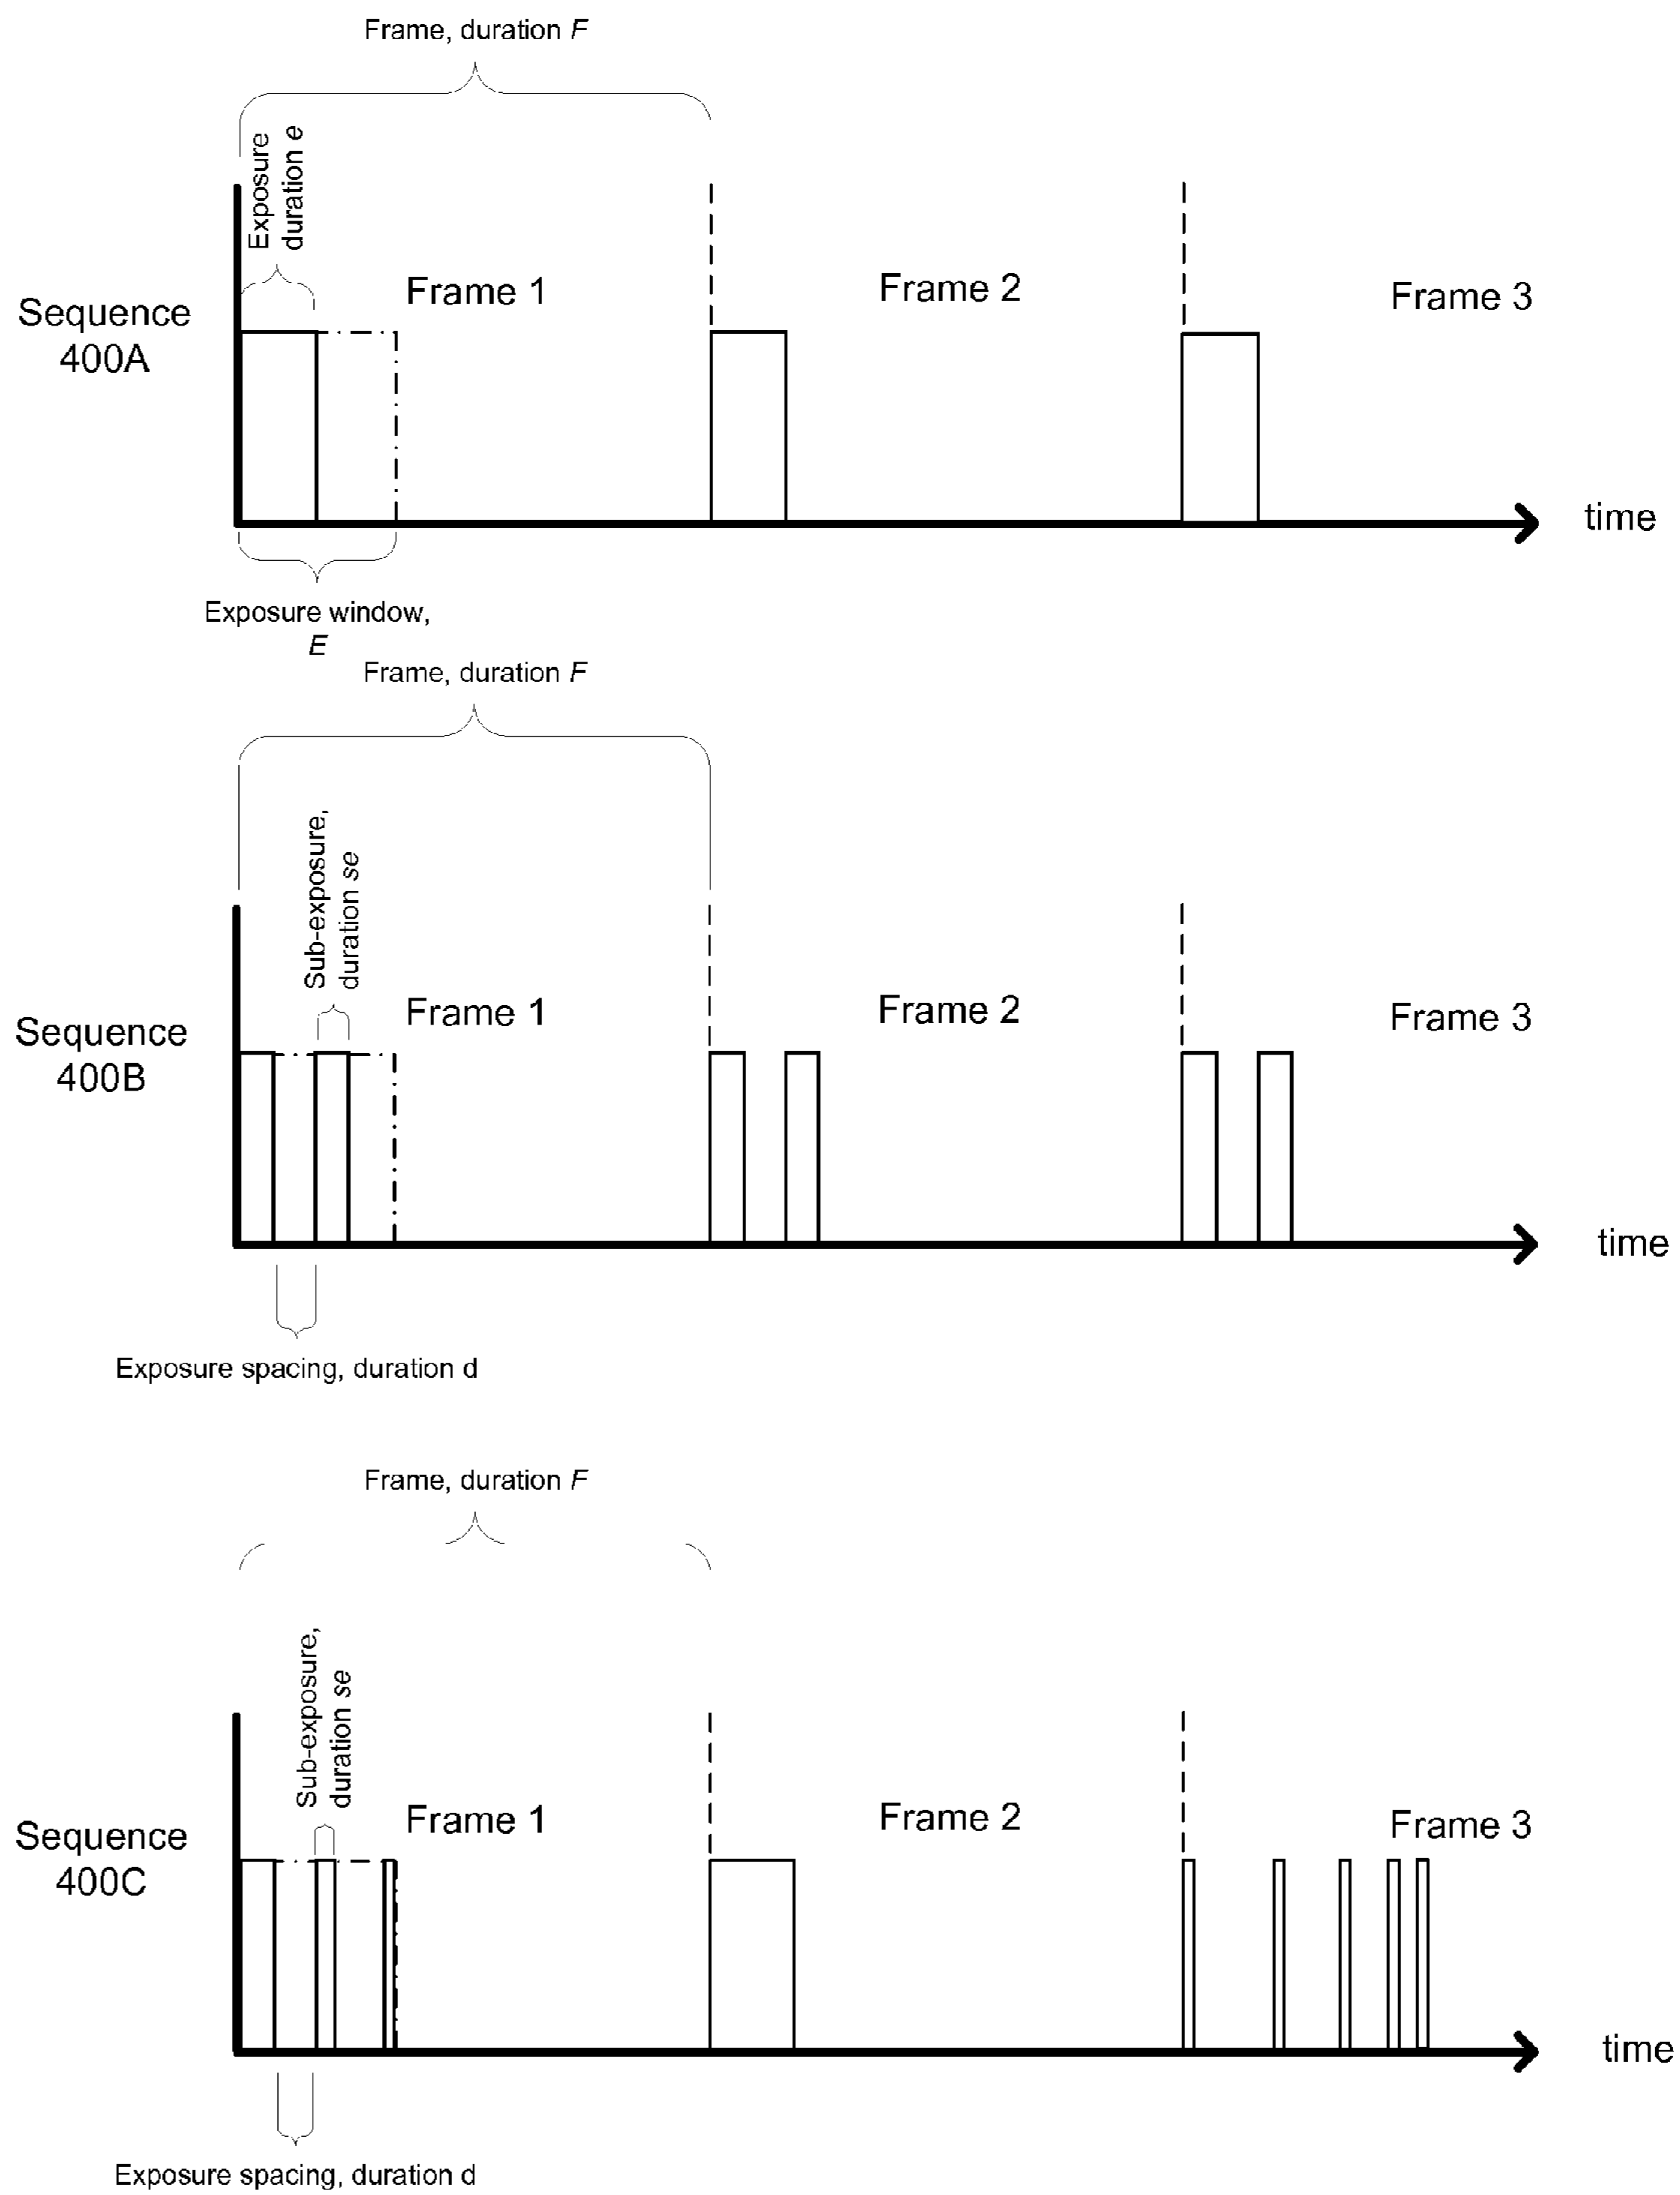 Frame, duration F
Exposure
duration e
Sequence
400A
Frame 1
Frame 2
Frame 3
time
Exposure window,
E
Frame, duration F
Sub-exposure,
duration se
Sequence
400B
Frame 1
Frame 2
Frame 3
time
Exposure spacing, duration d
Frame, duration F
Sub-exposure,
duration se
Sequence
400C
Frame 1
Frame 2
Frame 3
time
Exposure spacing, duration d